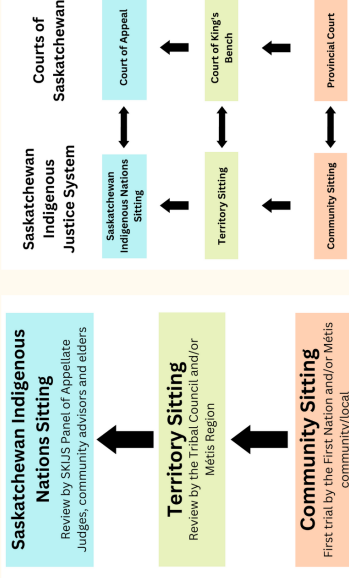 Saskatchewan Indigenous
Nations Sitting
Review by SKIJS Panel of Appellate
Judges, community advisors and elders
Territory Sitting
Review by the Tribal Council and/or
Métis Region
Community Sitting
First trial by the First Nation and/or Métis
community/local
Saskatchewan
Indigenous
Justice System
Courts of
Saskatchewan
Saskatchewan
Indigenous Nations
Sitting
Court of Appeal
Territory Sitting
Court of King's
Bench
Community Sitting
Provincial Court